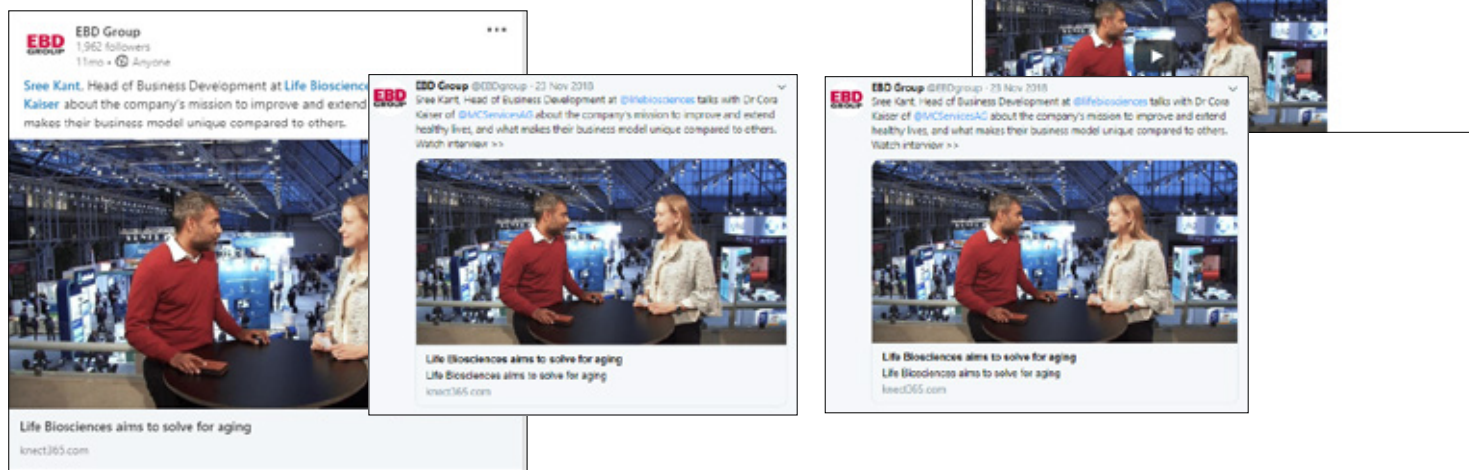 EBD Group
1,962 followers
11mo • Anyone
Sree Kant, Head of Business Development at Life Bioscience
Kaiser about the company's mission to improve and extend
makes their business model unique compared to others.
Life Biosciences aims to solve for aging
knect365.com
EBD GROUP
EBD Group @EBDgroup · 23 Nov 2018
Sree Kant, Head of Business Development at @lifebiosciences talks with Dr Cora
Kaiser of @MCServicesAG about the company's mission to improve and extend
healthy lives, and what makes their business model unique compared to others.
Watch interview >>
Life Biosciences aims to solve for aging
Life Biosciences aims to solve for aging
knect365.com
EBD GROUP
EBD Group @EBDgroup · 23 Nov 2018
Sree Kant, Head of Business Development at @lifebiosciences talks with Dr Cora
Kaiser of @MCServicesAG about the company's mission to improve and extend
healthy lives, and what makes their business model unique compared to others.
Watch interview >>
Life Biosciences aims to solve for aging
Life Biosciences aims to solve for aging
knect365.com
EBD GROUP